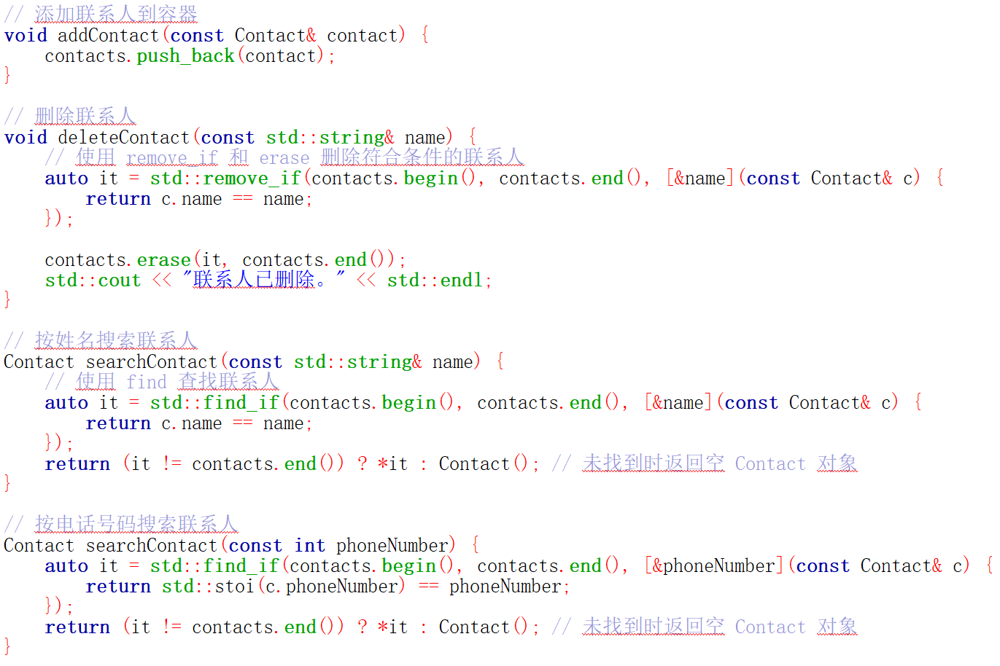 // 添加联系人到容器
void addContact(const Contact& contact) {
    contacts.push_back(contact);
}

// 删除联系人
void deleteContact(const std::string& name) {
    // 使用 remove_if 和 erase 删除符合条件的联系人
    auto it = std::remove_if(contacts.begin(), contacts.end(), [&name](const Contact& c) {
        return c.name == name;
    });

    contacts.erase(it, contacts.end());
    std::cout << "联系人已删除。" << std::endl;
}

// 按姓名搜索联系人
Contact searchContact(const std::string& name) {
    // 使用 find 查找联系人
    auto it = std::find_if(contacts.begin(), contacts.end(), [&name](const Contact& c) {
        return c.name == name;
    });
    return (it != contacts.end()) ? *it : Contact(); // 未找到时返回空 Contact 对象
}

// 按电话号码搜索联系人
Contact searchContact(const int phoneNumber) {
    auto it = std::find_if(contacts.begin(), contacts.end(), [&phoneNumber](const Contact& c) {
        return std::stoi(c.phoneNumber) == phoneNumber;
    });
    return (it != contacts.end()) ? *it : Contact(); // 未找到时返回空 Contact 对象
}